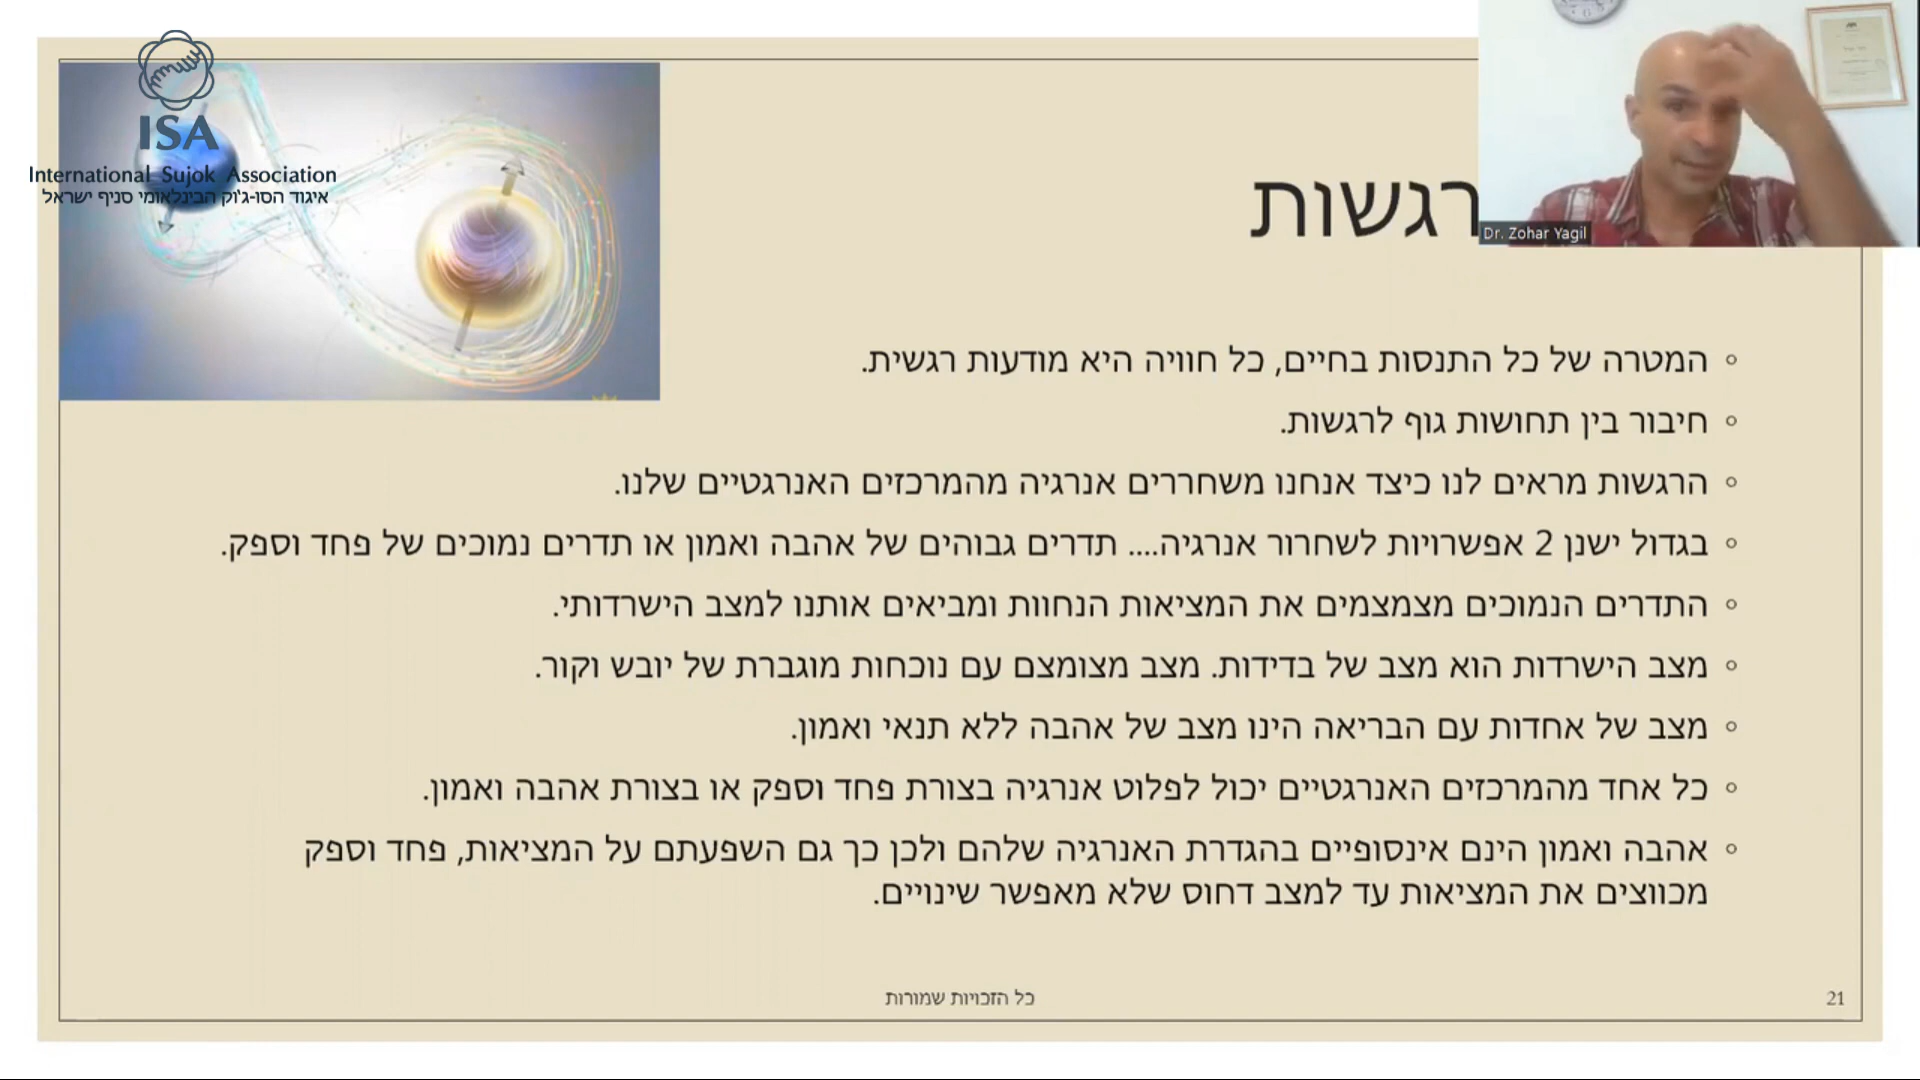 ISA
International Sujok Association
איגוד הסו-ג'וק הבינלאומי סניף ישראל
רגשות
Dr. Zohar Yagil
המטרה של כל התנסות בחיים, כל חוויה היא מודעות רגשית.
חיבור בין תחושות גוף לרגשות.
הרגשות מראים לנו כיצד אנחנו משחררים אנרגיה מהמרכזים האנרגטיים שלנו.
בגדול ישנן 2 אפשרויות לשחרור אנרגיה.... תדרים גבוהים של אהבה ואמון או תדרים נמוכים של פחד וספק.
התדרים הנמוכים מצמצמים את המציאות הנחוות ומביאים אותנו למצב הישרדותי.
מצב הישרדות הוא מצב של בדידות. מצב מצומצם עם נוכחות מוגברת של יובש וקור.
מצב של אחדות עם הבריאה הינו מצב של אהבה ללא תנאי ואמון.
כל אחד מהמרכזים האנרגטיים יכול לפלוט אנרגיה בצורת פחד וספק או בצורת אהבה ואמון.
אהבה ואמון הינם אינסופיים בהגדרת האנרגיה שלהם ולכן כך גם השפעתם על המציאות, פחד וספק
מכווצים את המציאות עד למצב דחוס שלא מאפשר שינויים.
כל הזכויות שמורות
21